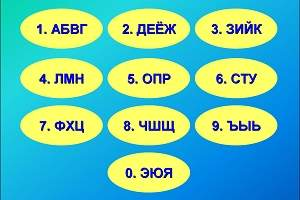 1. АБВГ 2. ДЕЁЖ 3. ЗИЙК
4. ЛМН 5. ОПР 6. СТУ
7. ФХЦ 8. ЧШЩ 9. ЪЫЬ
0. ЭЮЯ